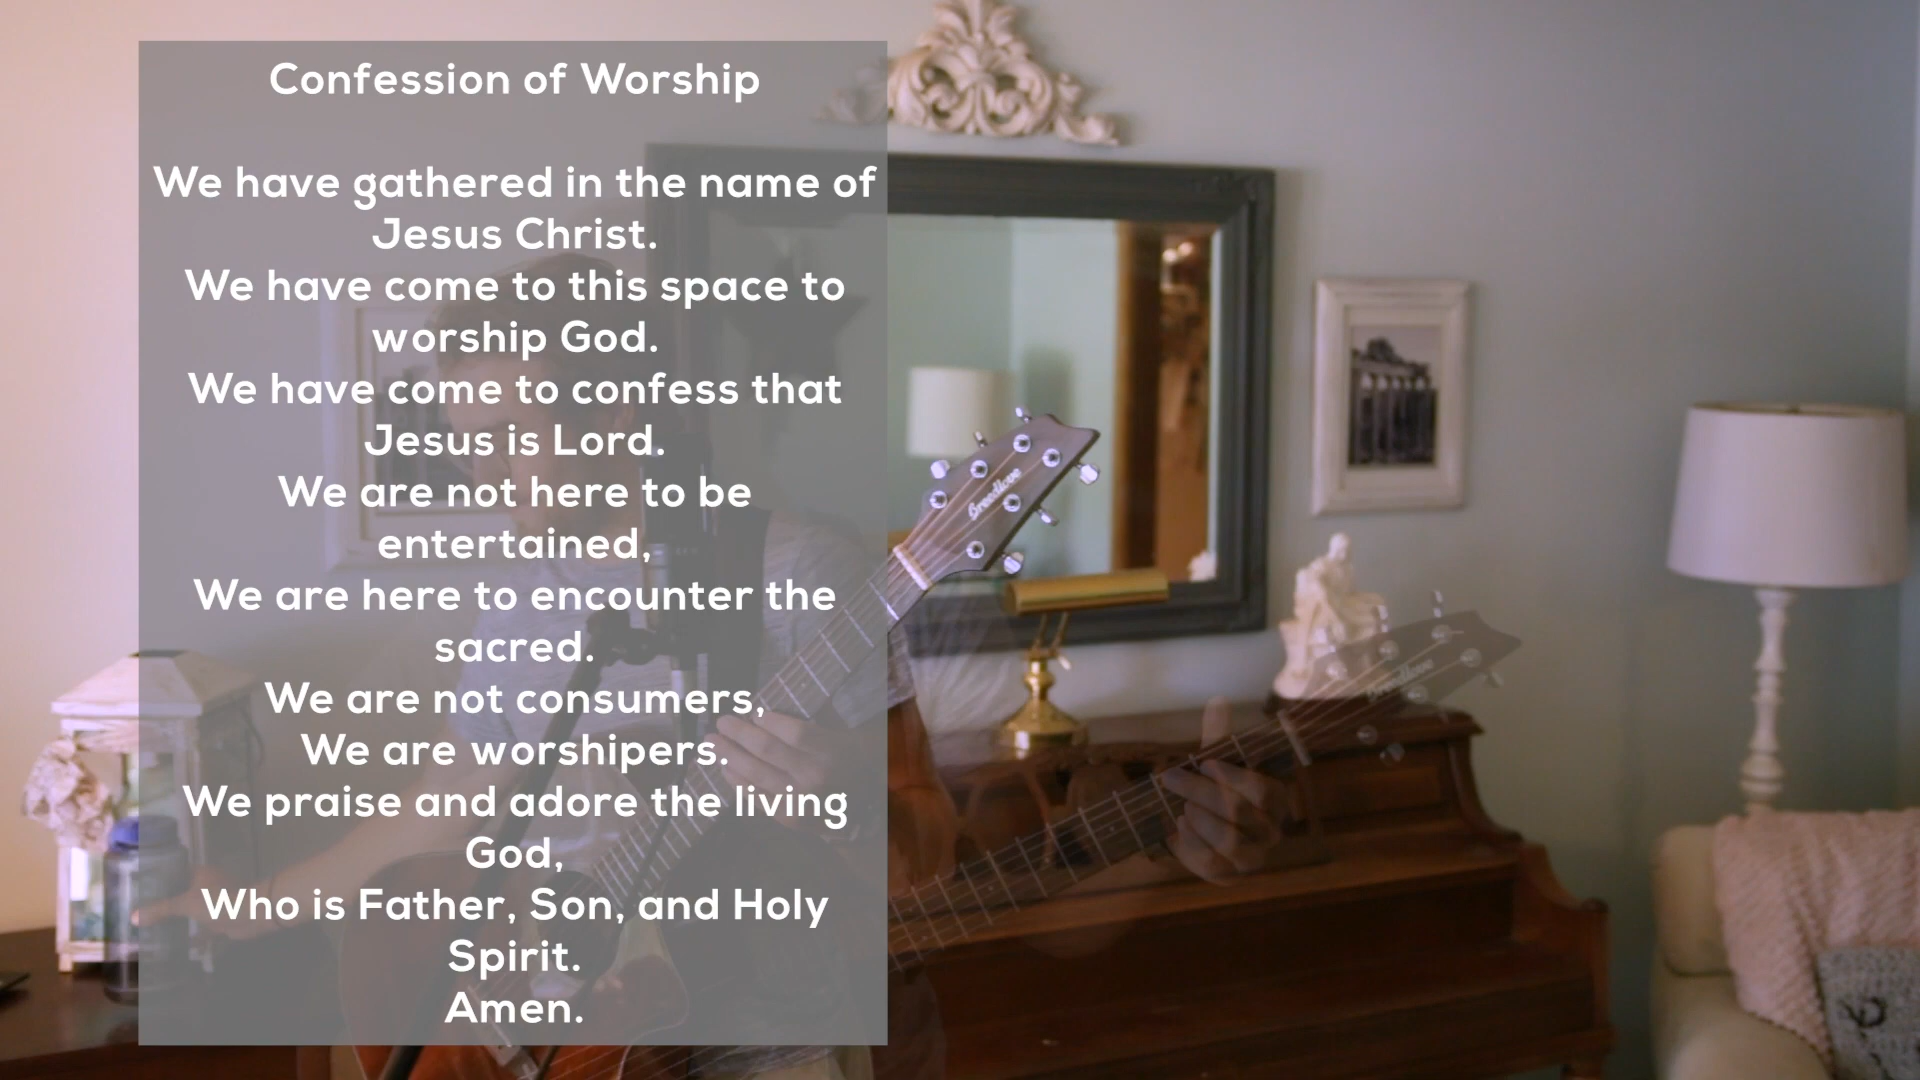 Confession of Worship
We have gathered in the name of
Jesus Christ.
We have come to this space to
worship God.
We have come to confess that
Jesus is Lord.
We are not here to be
entertained,
We are here to encounter the
sacred.
We are not consumers,
We are worshipers.
We praise and adore the living
God,
Who is Father, Son, and Holy
Spirit.
Amen.
Breedlove
Breedlove